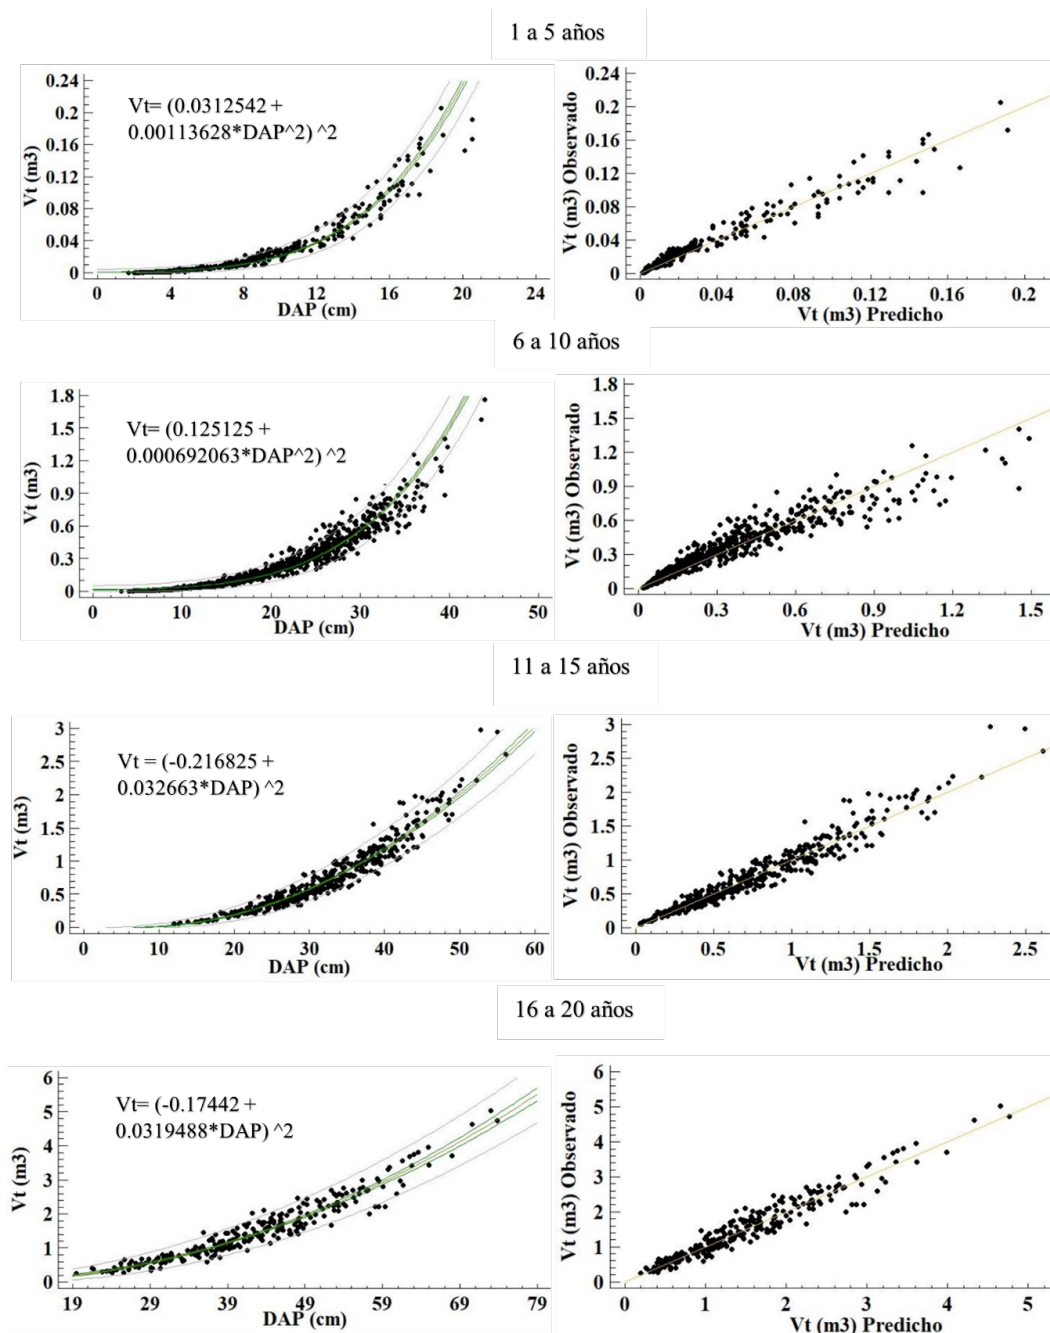 1 a 5 años
Vt (m3)
0.24
0.2
0.16
0.12
0.08
0.04
0
Vt= (0.0312542 +
0.00113628*DAP^2) ^2
0 4 8 12 16 20 24
DAP (cm)
Vt (m3) Observado
0.24
0.2
0.16
0.12
0.08
0.04
0
0 0.04 0.08 0.12 0.16 0.2
Vt (m3) Predicho
6 a 10 años
Vt (m3)
1.8
1.5
1.2
0.9
0.6
0.3
0
Vt= (0.125125 +
0.000692063*DAP^2) ^2
0 10 20 30 40 50
DAP (cm)
Vt (m3) Observado
1.8
1.5
1.2
0.9
0.6
0.3
0
0 0.3 0.6 0.9 1.2 1.5
Vt (m3) Predicho
11 a 15 años
Vt (m3)
3
2.5
2
1.5
1
0.5
0
Vt = (-0.216825 +
0.032663*DAP) ^2
0 10 20 30 40 50 60
DAP (cm)
Vt (m3) Observado
3
2.5
2
1.5
1
0.5
0
0 0.5 1 1.5 2 2.5
Vt (m3) Predicho
16 a 20 años
Vt (m3)
6
5
4
3
2
1
0
Vt= (-0.17442 +
0.0319488*DAP) ^2
19 29 39 49 59 69 79
DAP (cm)
Vt (m3) Observado
6
5
4
3
2
1
0
0 1 2 3 4 5
Vt (m3) Predicho